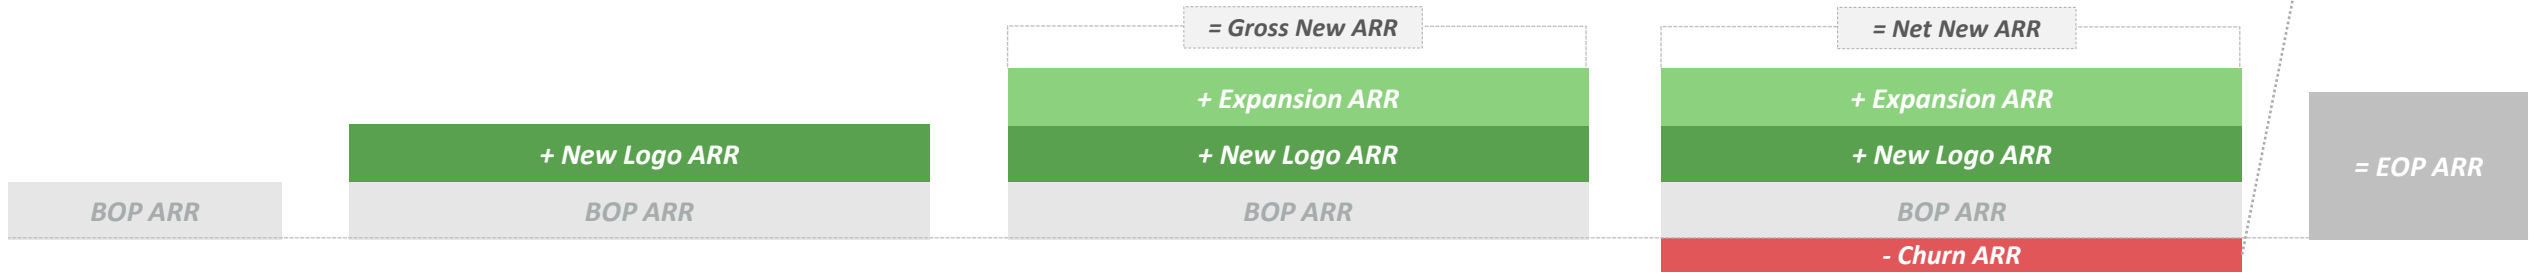 = Gross New ARR
= Net New ARR
+ Expansion ARR
+ Expansion ARR
+ New Logo ARR
+ New Logo ARR
+ New Logo ARR
= EOP ARR
BOP ARR
BOP ARR
BOP ARR
BOP ARR
- Churn ARR